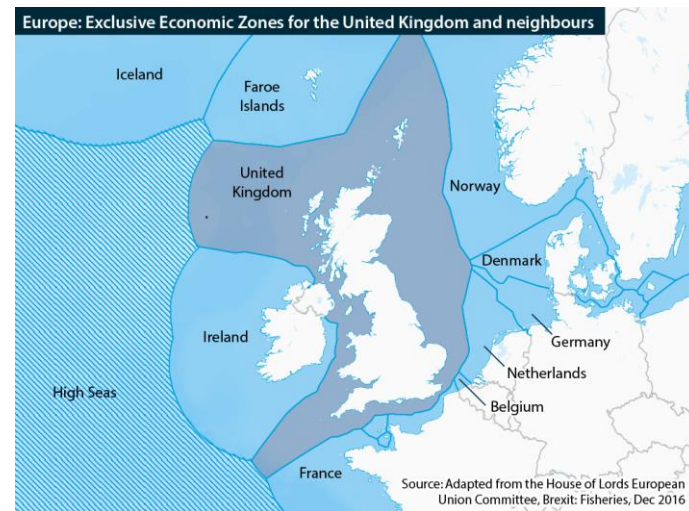 Europe: Exclusive Economic Zones for the United Kingdom and neighbours
Iceland
Faroe
Islands
United
Kingdom
Norway
Denmark
Ireland
Germany
Netherlands
High Seas
Belgium
France
Source: Adapted from the House of Lords European
Union Committee, Brexit: Fisheries, Dec 2016